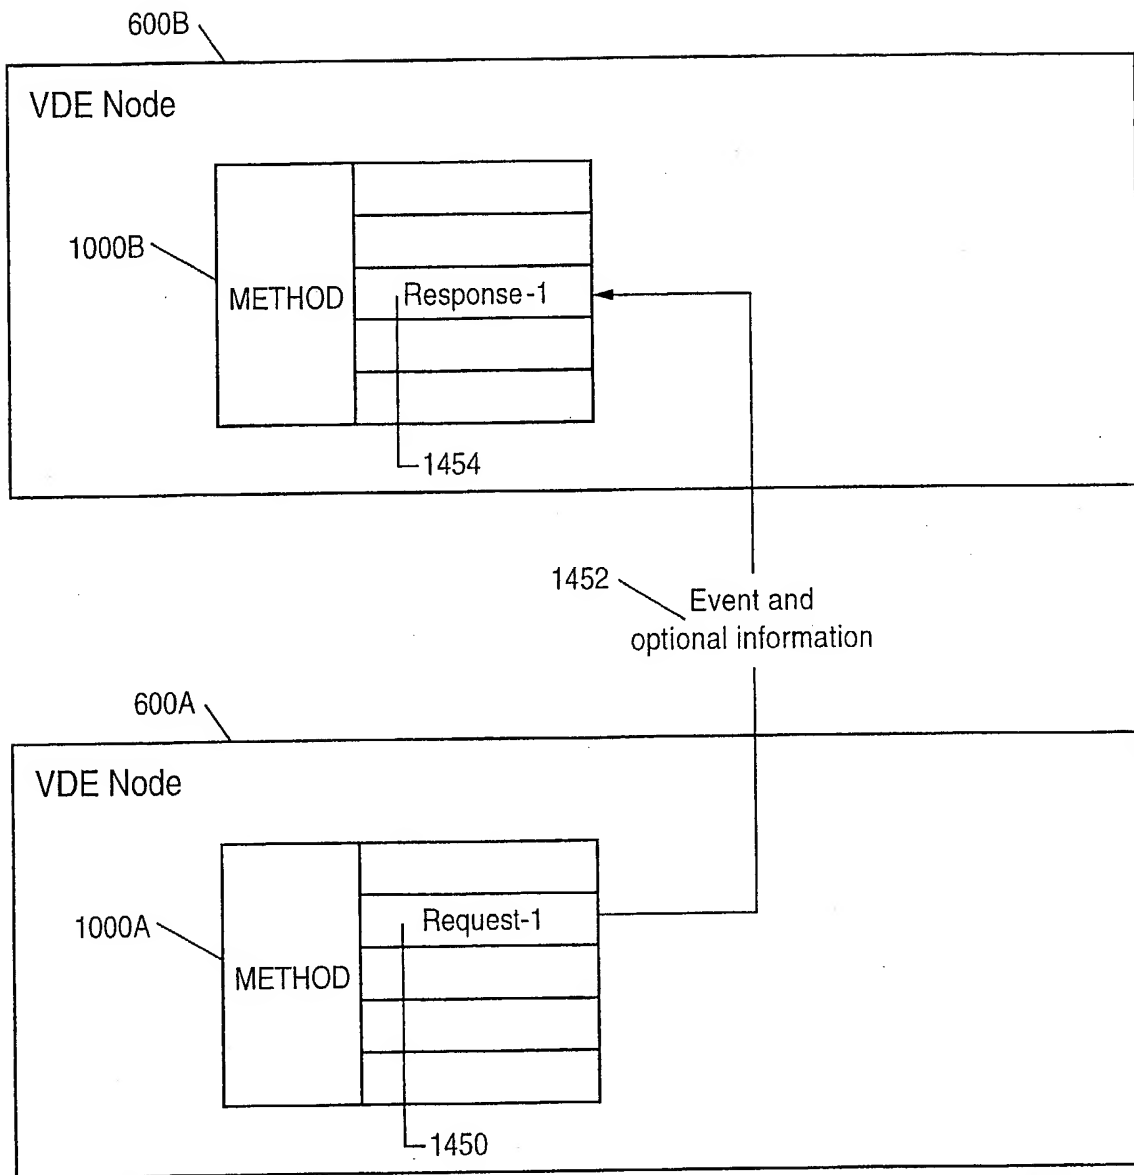 600B
VDE Node
1000B
METHOD
Response-1
1454
1452
Event and
optional information
600A
VDE Node
1000A
METHOD
Request-1
1450